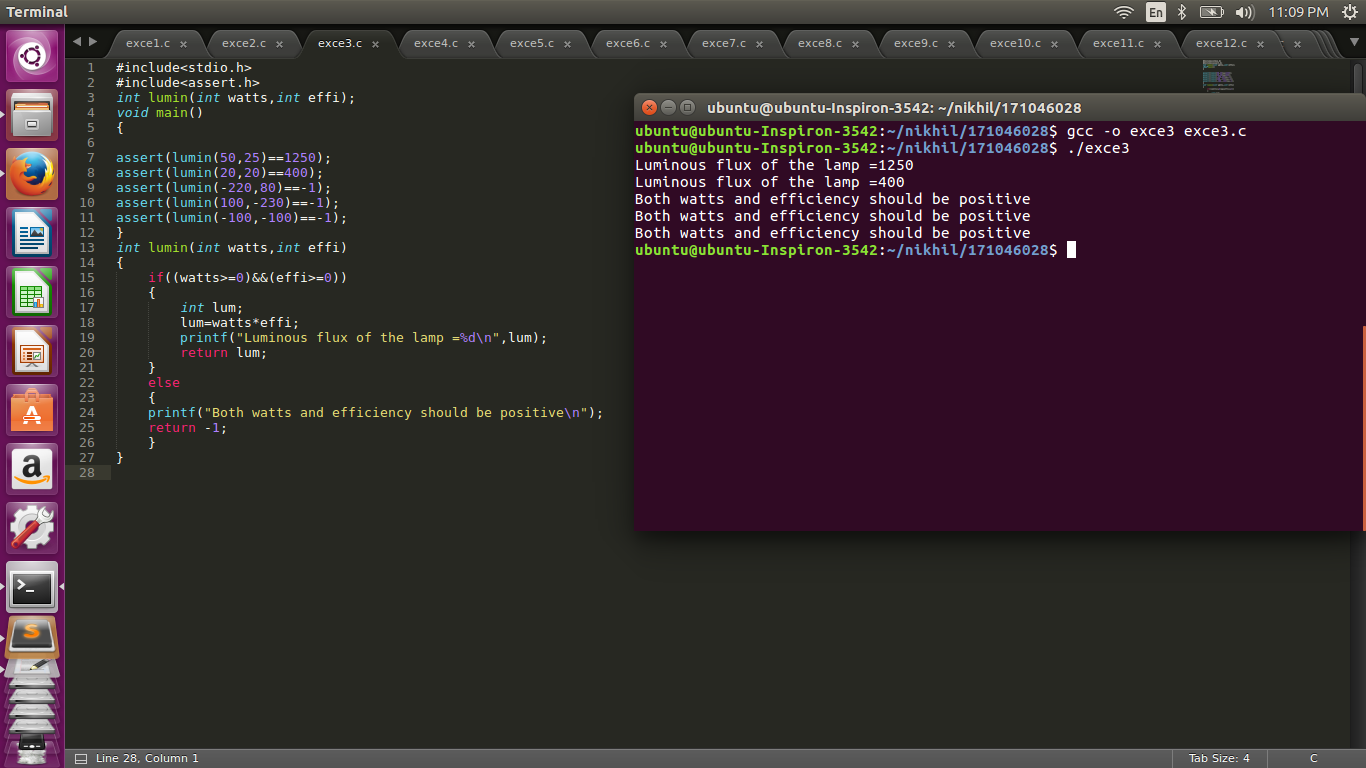 Terminal
En
11:09 PM
exce1.c × exce2.c × exce3.c × exce4.c × exce5.c × exce6.c × exce7.c × exce8.c × exce9.c × exce10.c × exce11.c × exce12.c × ×
1 #include<stdio.h>
2 #include<assert.h>
3 int lumin(int watts,int effi);
4 void main()
5 {
6
7 assert(lumin(50,25)==1250);
8 assert(lumin(20,20)==400);
9 assert(lumin(-220,80)==-1);
10 assert(lumin(100,-230)==-1);
11 assert(lumin(-100,-100)==-1);
12 }
13 int lumin(int watts,int effi)
14 {
15     if((watts>=0)&&(effi>=0))
16     {
17         int lum;
18         lum=watts*effi;
19         printf("Luminous flux of the lamp =%d\n",lum);
20         return lum;
21     }
22     else
23     {
24     printf("Both watts and efficiency should be positive\n");
25     return -1;
26     }
27 }
28
ubuntu@ubuntu-Inspiron-3542: ~/nikhil/171046028
ubuntu@ubuntu-Inspiron-3542:~/nikhil/171046028$ gcc -o exce3 exce3.c
ubuntu@ubuntu-Inspiron-3542:~/nikhil/171046028$ ./exce3
Luminous flux of the lamp =1250
Luminous flux of the lamp =400
Both watts and efficiency should be positive
Both watts and efficiency should be positive
Both watts and efficiency should be positive
ubuntu@ubuntu-Inspiron-3542:~/nikhil/171046028$
Line 28, Column 1
Tab Size: 4
C